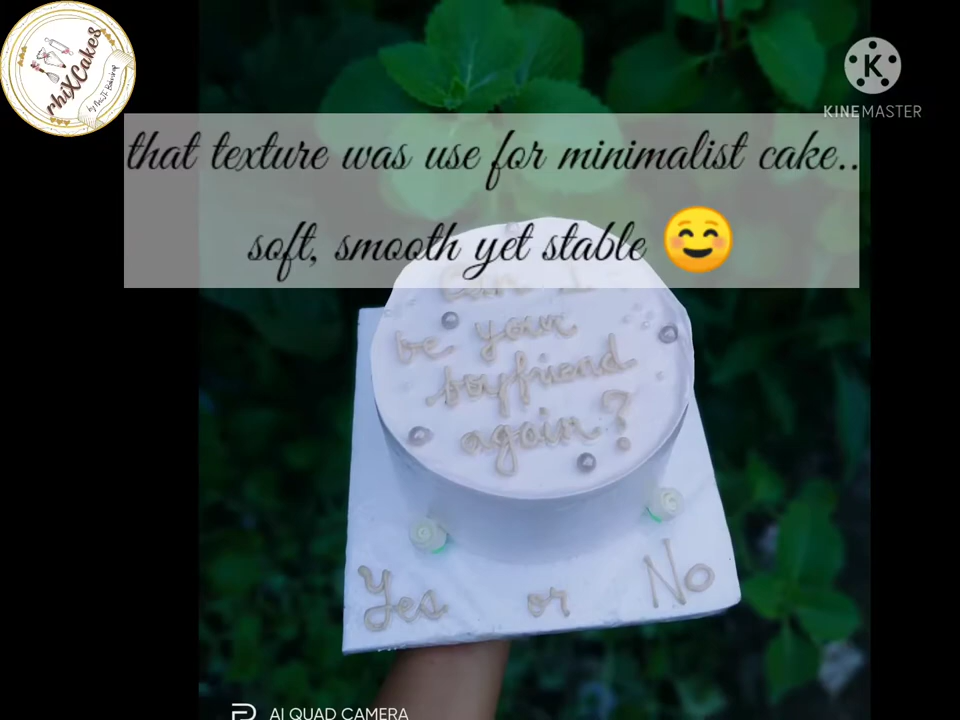 rhiXCakes
KINEMASTER
that texture was use for minimalist cake..
soft, smooth yet stable ☺️
Can I
be your
boyfriend
again?
Yes or No
AI QUAD CAMERA